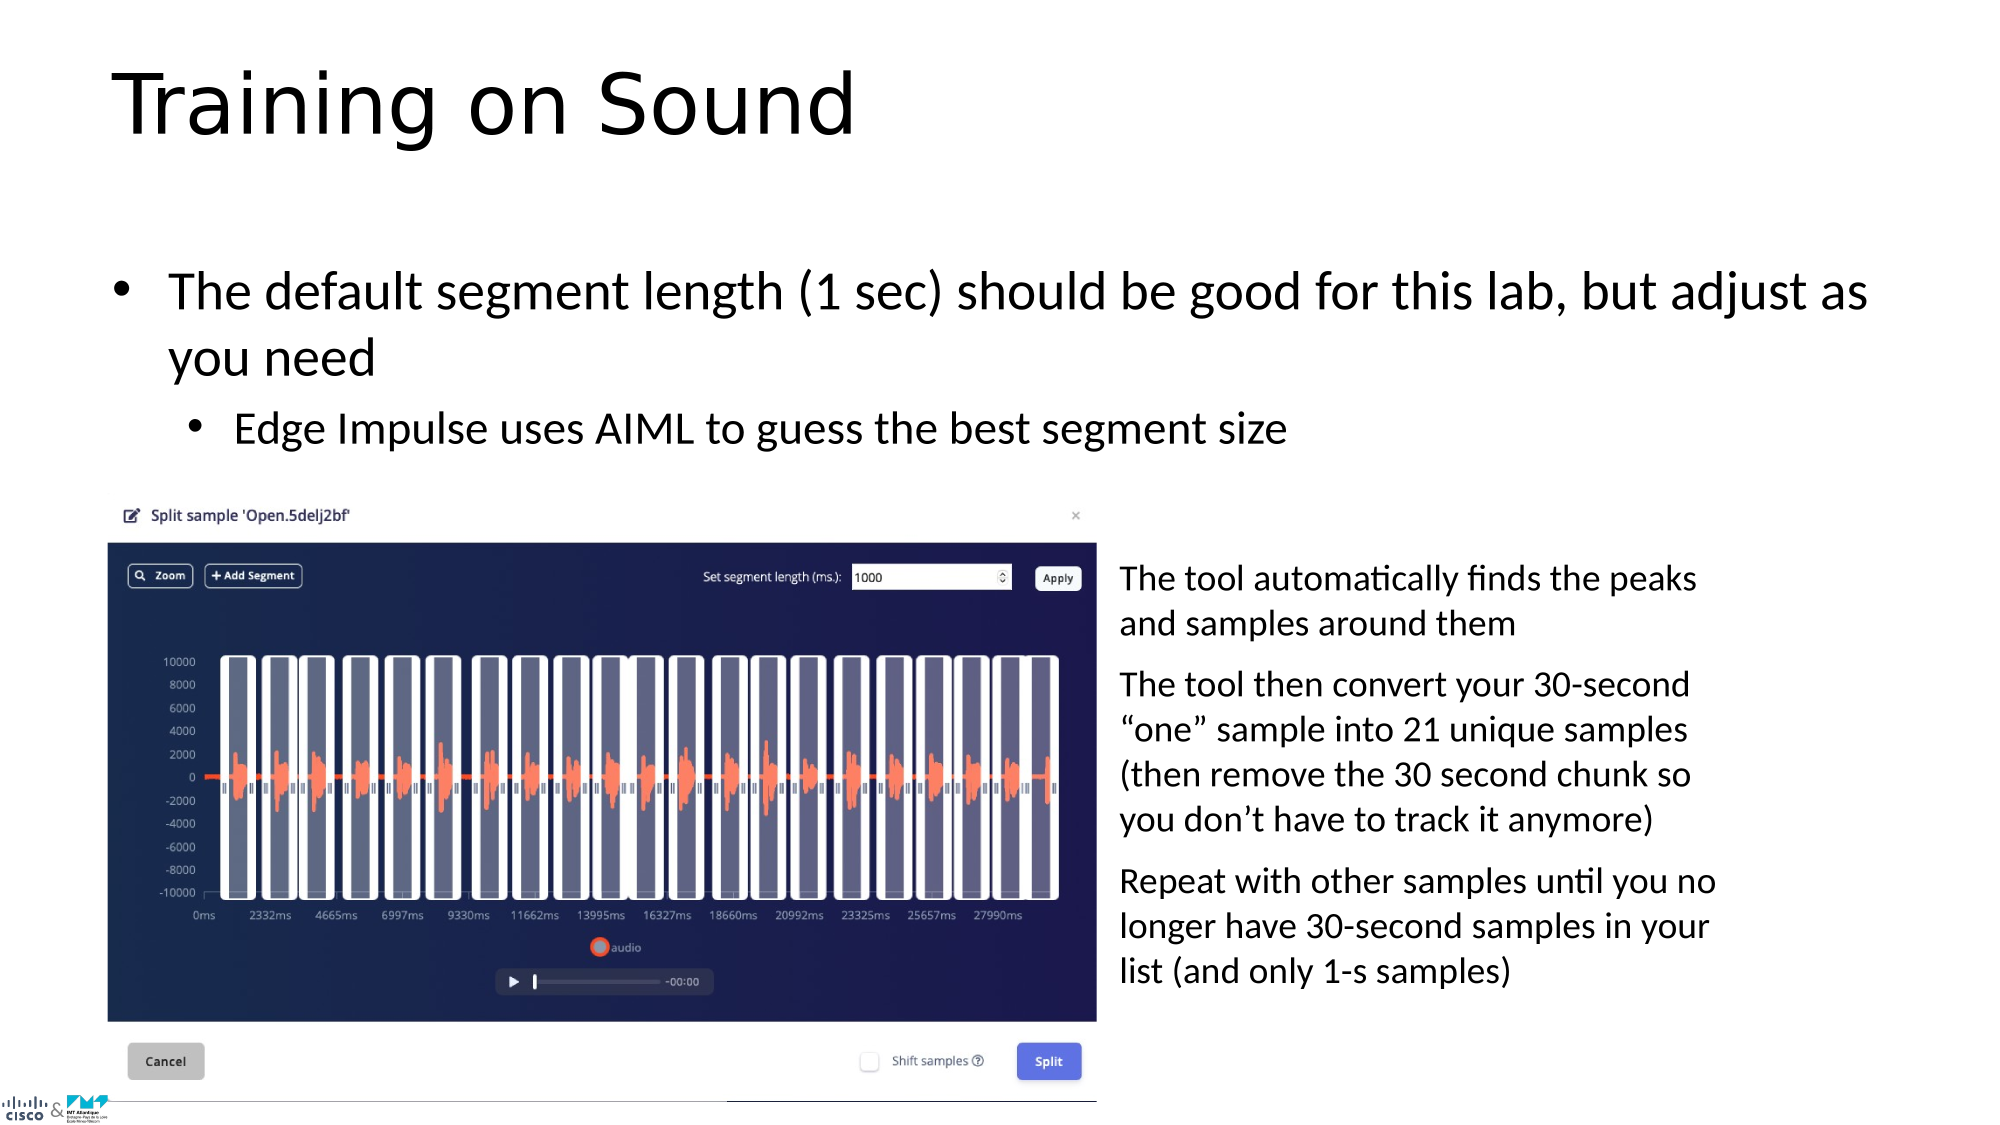 Training on Sound
• The default segment length (1 sec) should be good for this lab, but adjust as
you need
• Edge Impulse uses AIML to guess the best segment size
Split sample 'Open.5delj2bf'
×
Zoom
+ Add Segment
Set segment length (ms.):
1000
Apply
10000
8000
6000
4000
2000
0
-2000
-4000
-6000
-8000
-10000
0ms 2332ms 4665ms 6997ms 9330ms 11662ms 13995ms 16327ms 18660ms 20992ms 23325ms 25657ms 27990ms
audio
-00:00
Cancel
Shift samples
Split
The tool automatically finds the peaks
and samples around them
The tool then convert your 30-second
“one” sample into 21 unique samples
(then remove the 30 second chunk so
you don’t have to track it anymore)
Repeat with other samples until you no
longer have 30-second samples in your
list (and only 1-s samples)
CISCO
&
IMT Atlantique